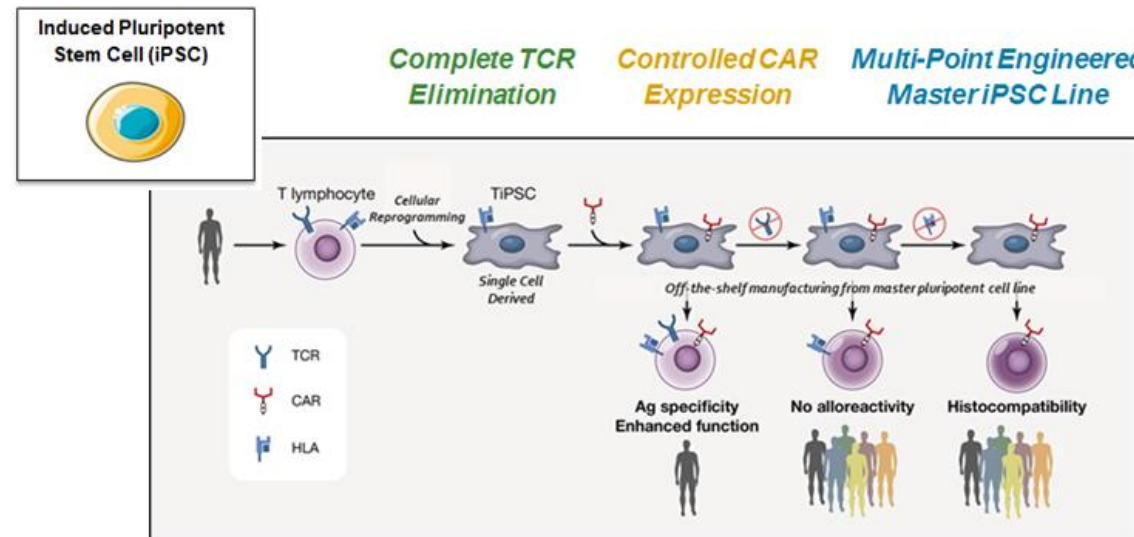 Induced Pluripotent
Stem Cell (iPSC)
Complete TCR
Elimination
Controlled CAR
Expression
Multi-Point Engineered
Master iPSC Line
T lymphocyte
Cellular
Reprogramming
TiPSC
Single Cell
Derived
Off-the-shelf manufacturing from master pluripotent cell line
TCR
CAR
HLA
Ag specificity
Enhanced function
No alloreactivity
Histocompatibility